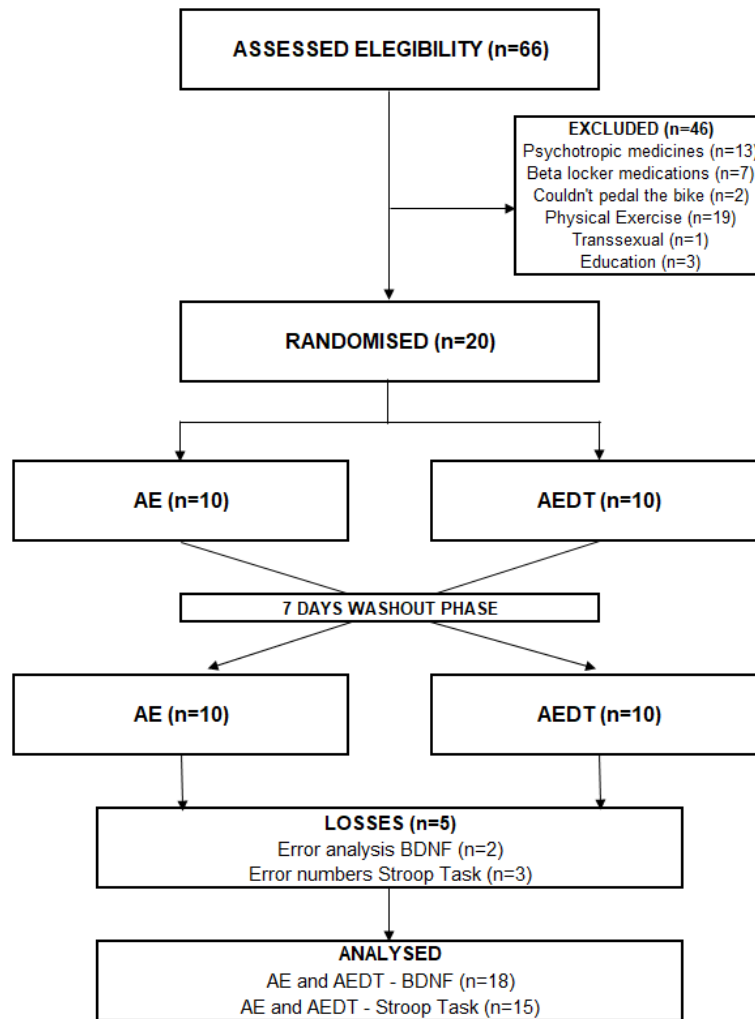 ASSESSED ELEGIBILITY (n=66)
EXCLUDED (n=46)
Psychotropic medicines (n=13)
Beta locker medications (n=7)
Couldn't pedal the bike (n=2)
Physical Exercise (n=19)
Transsexual (n=1)
Education (n=3)
RANDOMISED (n=20)
AE (n=10)
AEDT (n=10)
7 DAYS WASHOUT PHASE
AE (n=10)
AEDT (n=10)
LOSSES (n=5)
Error analysis BDNF (n=2)
Error numbers Stroop Task (n=3)
ANALYSED
AE and AEDT - BDNF (n=18)
AE and AEDT - Stroop Task (n=15)